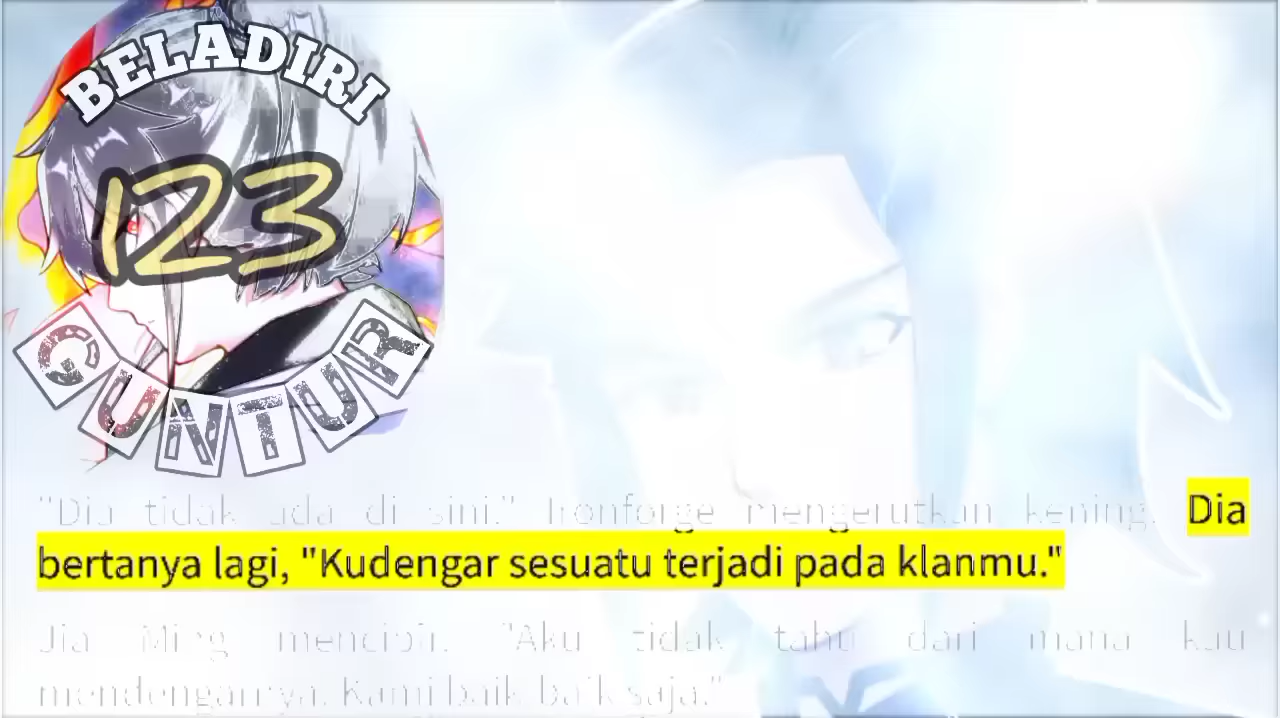 BELADIRI
123
GUNTUR
"Dia tidak ada di sini." Ironforge mengerutkan kening. Dia
bertanya lagi, "Kudengar sesuatu terjadi pada klanmu."
Jia Ming mencibir. "Aku tidak tahu dari mana kau
mendengarnya. Kami baik-baik saja."